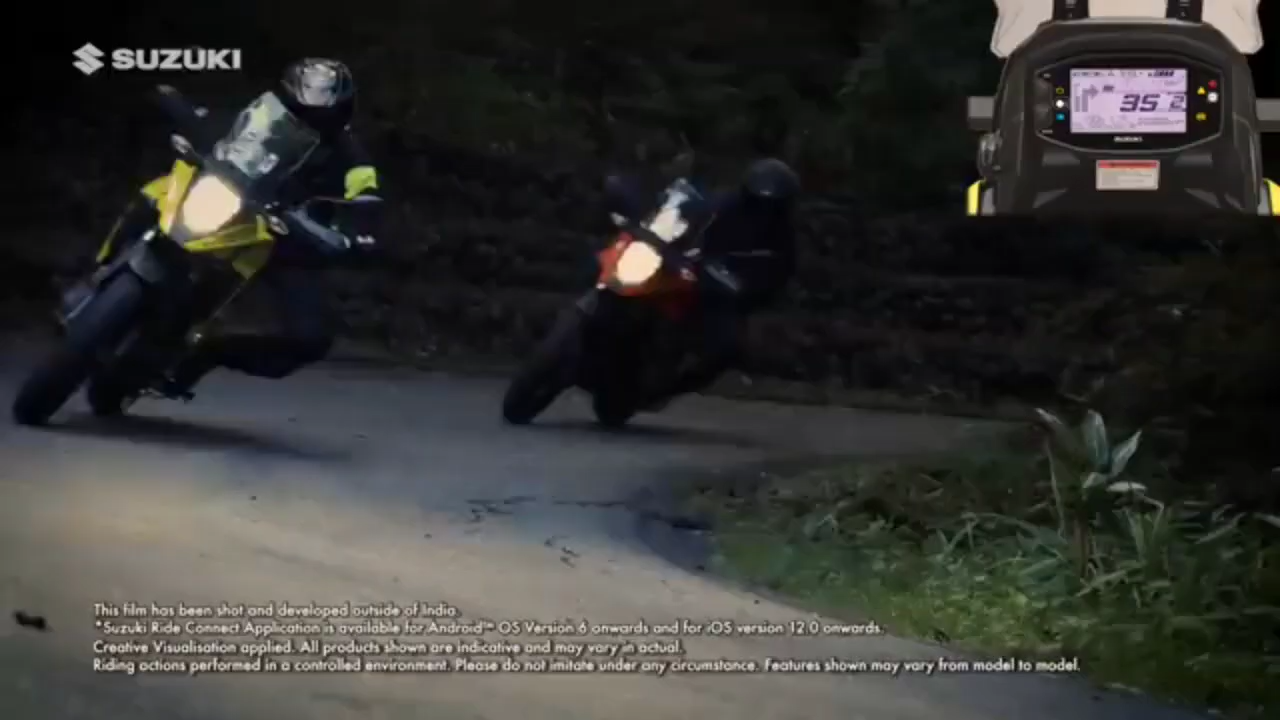 SUZUKI
35 2
SUZUKI
This film has been shot and developed outside of India.
*Suzuki Ride Connect Application is available for Android™ OS Version 6 onwards and for iOS version 12.0 onwards.
Creative Visualisation applied. All products shown are indicative and may vary in actual.
Riding actions performed in a controlled environment. Please do not imitate under any circumstance. Features shown may vary from model to model.